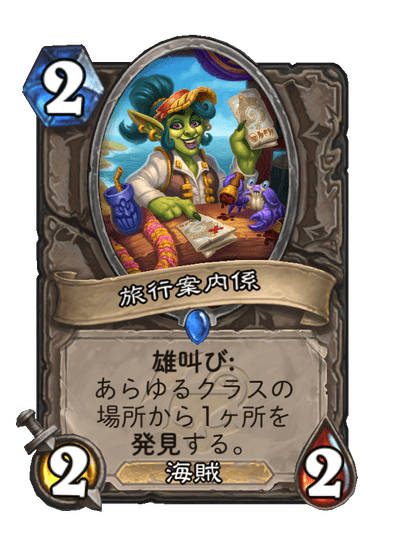 2
旅行案内係
雄叫び:
あらゆるクラスの
場所から1ヶ所を
発見する。
2
海賊
2